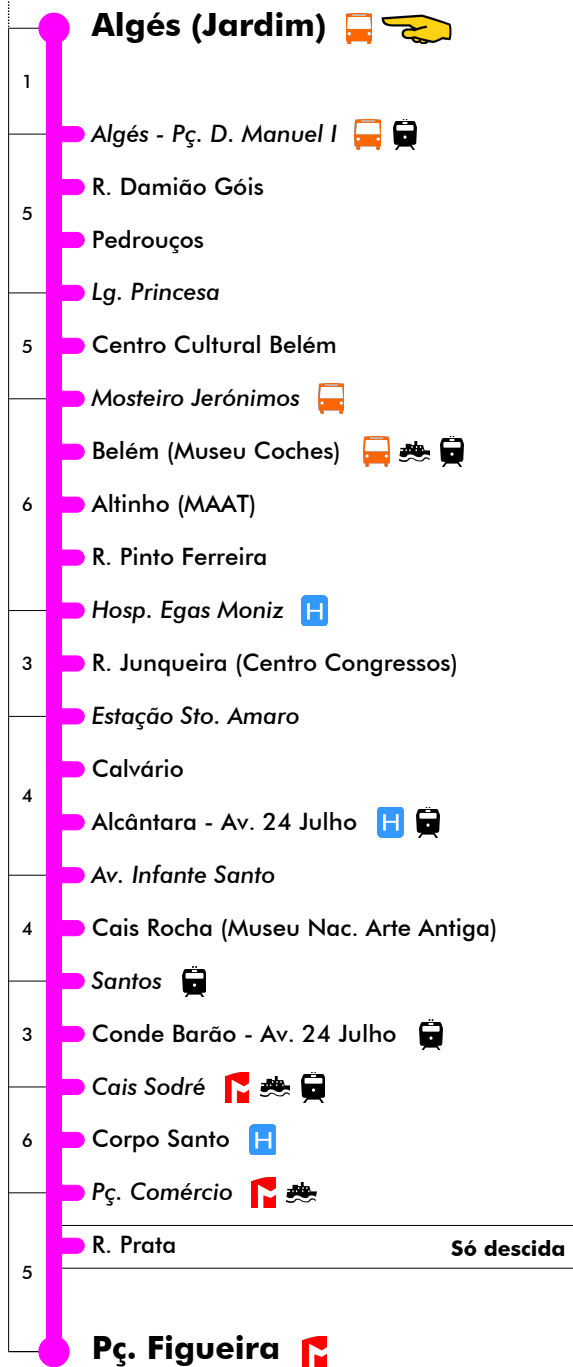 Algés (Jardim)
1
Algés - Pç. D. Manuel I
R. Damião Góis
5
Pedrouços
Lg. Princesa
5 Centro Cultural Belém
Mosteiro Jerónimos
Belém (Museu Coches)
6 Altinho (MAAT)
R. Pinto Ferreira
Hosp. Egas Moniz H
3 R. Junqueira (Centro Congressos)
Estação Sto. Amaro
Calvário
4
Alcântara - Av. 24 Julho H
Av. Infante Santo
4 Cais Rocha (Museu Nac. Arte Antiga)
Santos
3 Conde Barão - Av. 24 Julho
Cais Sodré
6 Corpo Santo H
Pç. Comércio
R. Prata Só descida
5
Pç. Figueira